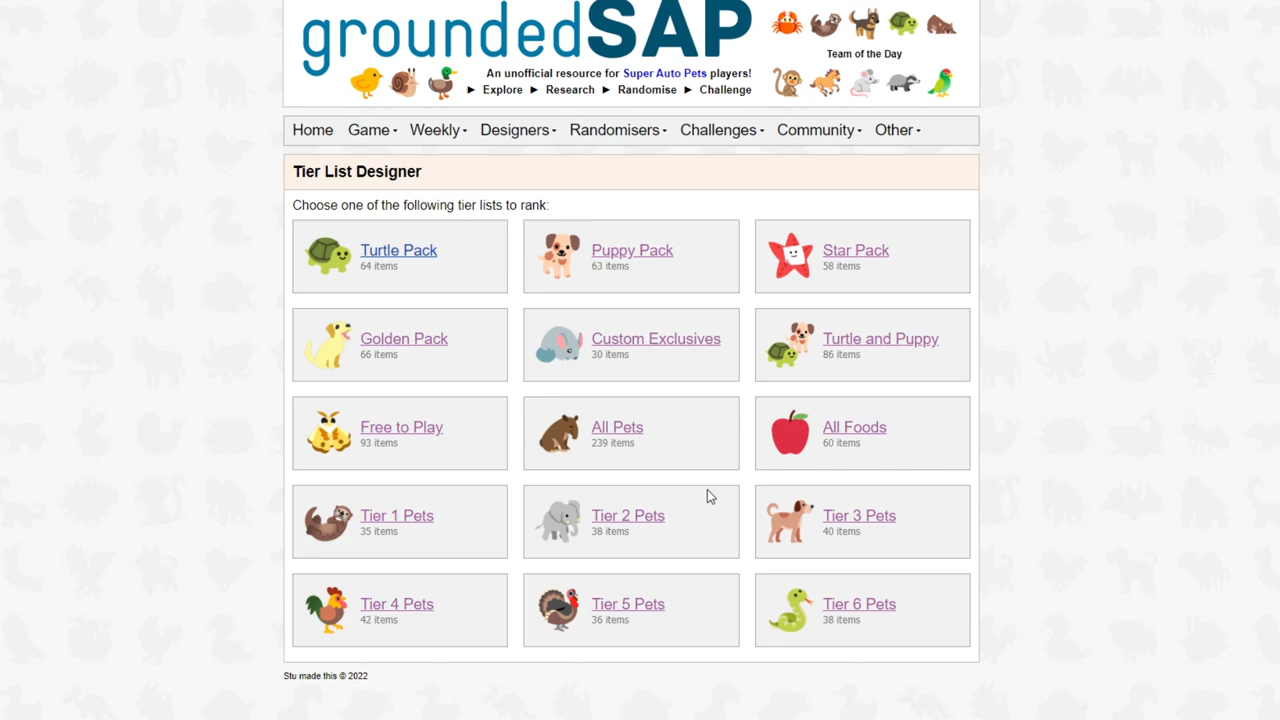 groundedSAP
Team of the Day
An unofficial resource for Super Auto Pets players!
► Explore ► Research ► Randomise ► Challenge
Home Game Weekly Designers Randomisers Challenges Community Other
Tier List Designer
Choose one of the following tier lists to rank:
Turtle Pack
64 items
Puppy Pack
63 items
Star Pack
58 items
Golden Pack
66 items
Custom Exclusives
30 items
Turtle and Puppy
86 items
Free to Play
93 items
All Pets
239 items
All Foods
60 items
Tier 1 Pets
35 items
Tier 2 Pets
38 items
Tier 3 Pets
40 items
Tier 4 Pets
42 items
Tier 5 Pets
36 items
Tier 6 Pets
38 items
Stu made this © 2022